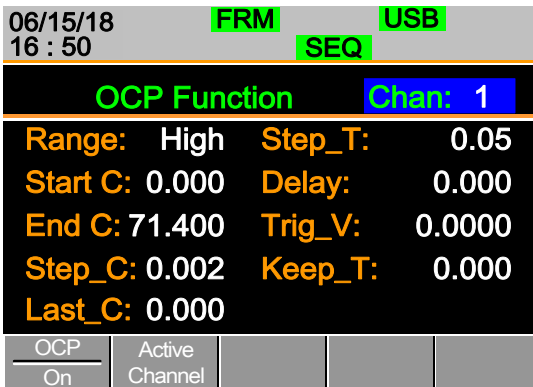 06/15/18 FRM USB
16 : 50 SEQ
OCP Function Chan: 1
Range: High Step_T: 0.05
Start C: 0.000 Delay: 0.000
End C: 71.400 Trig_V: 0.0000
Step_C: 0.002 Keep_T: 0.000
Last_C: 0.000
OCP Active
On Channel